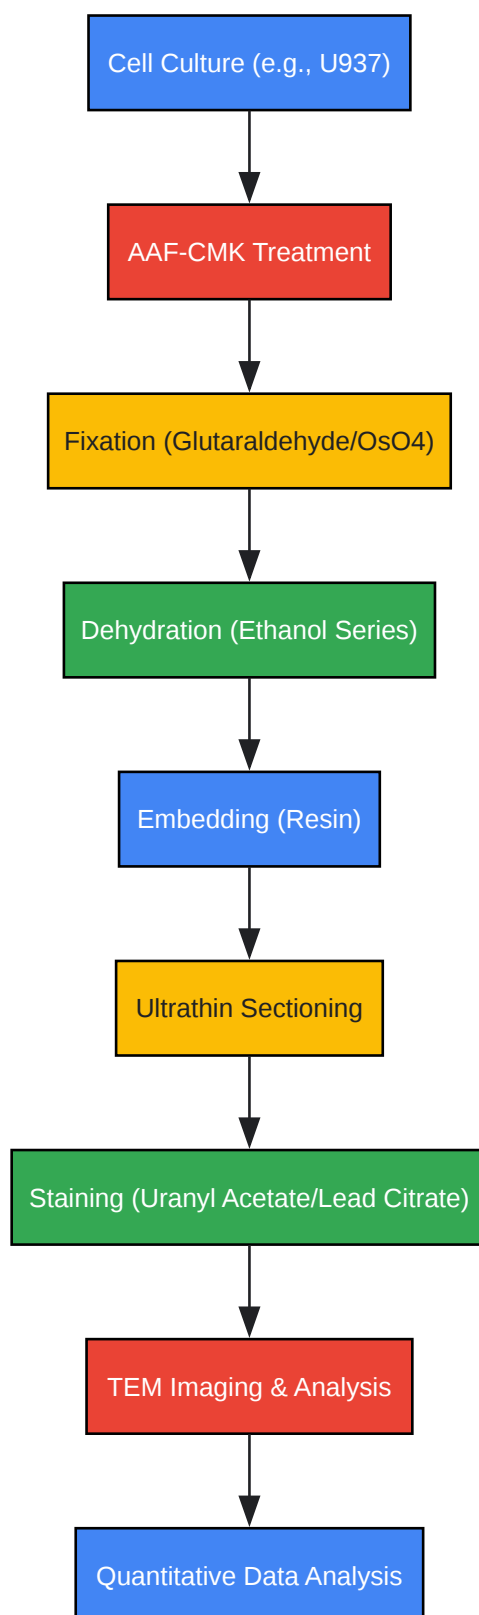 Cell Culture (e.g., U937)
AAF-CMK Treatment
Fixation (Glutaraldehyde/OsO4)
Dehydration (Ethanol Series)
Embedding (Resin)
Ultrathin Sectioning
Staining (Uranyl Acetate/Lead Citrate)
TEM Imaging & Analysis
Quantitative Data Analysis